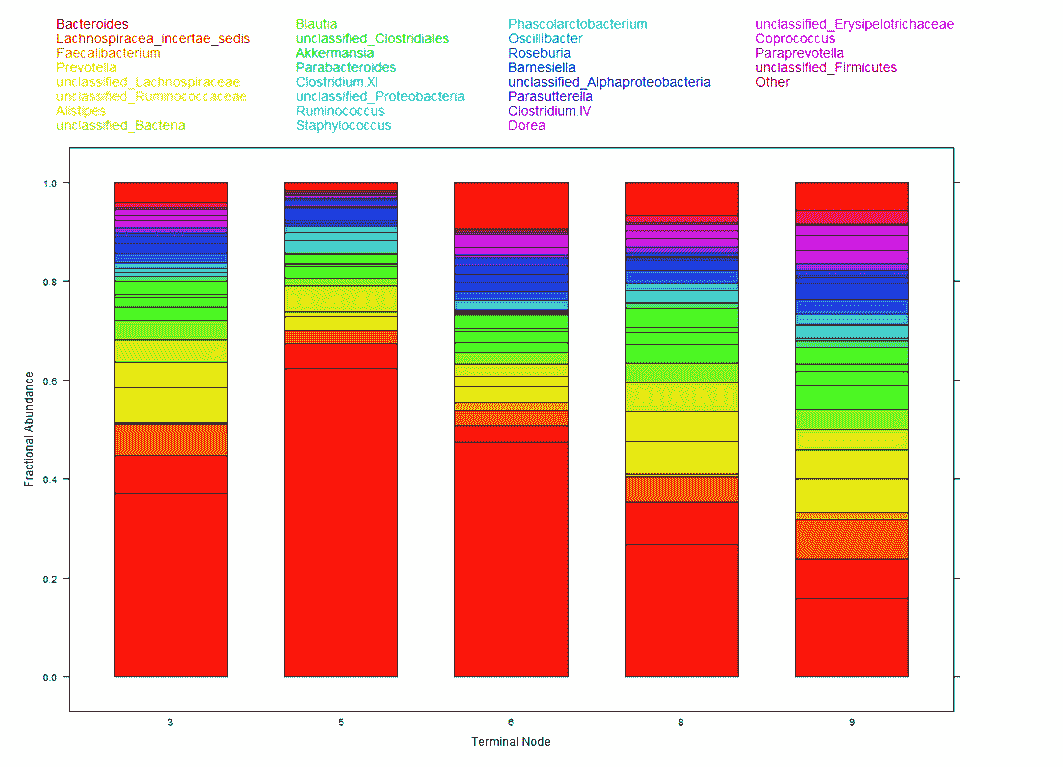 Bacteroides
Lachnospiracea_incertae_sedis
Faecalibacterium
Prevotella
unclassified_Lachnospiraceae
unclassified_Ruminococcaceae
Alistipes
unclassified_Bacteria
Blautia
unclassified_Clostridiales
Akkermansia
Parabacteroides
Clostridium.XI
unclassified_Proteobacteria
Ruminococcus
Staphylococcus
Phascolarctobacterium
Oscillibacter
Roseburia
Barnesiella
unclassified_Alphaproteobacteria
Parasutterella
Clostridium.IV
Dorea
unclassified_Erysipelotrichaceae
Coprococcus
Paraprevotella
unclassified_Firmicutes
Other
1.0
0.8
0.6
0.4
0.2
0.0
Fractional Abundance
3 5 6 8 9
Terminal Node